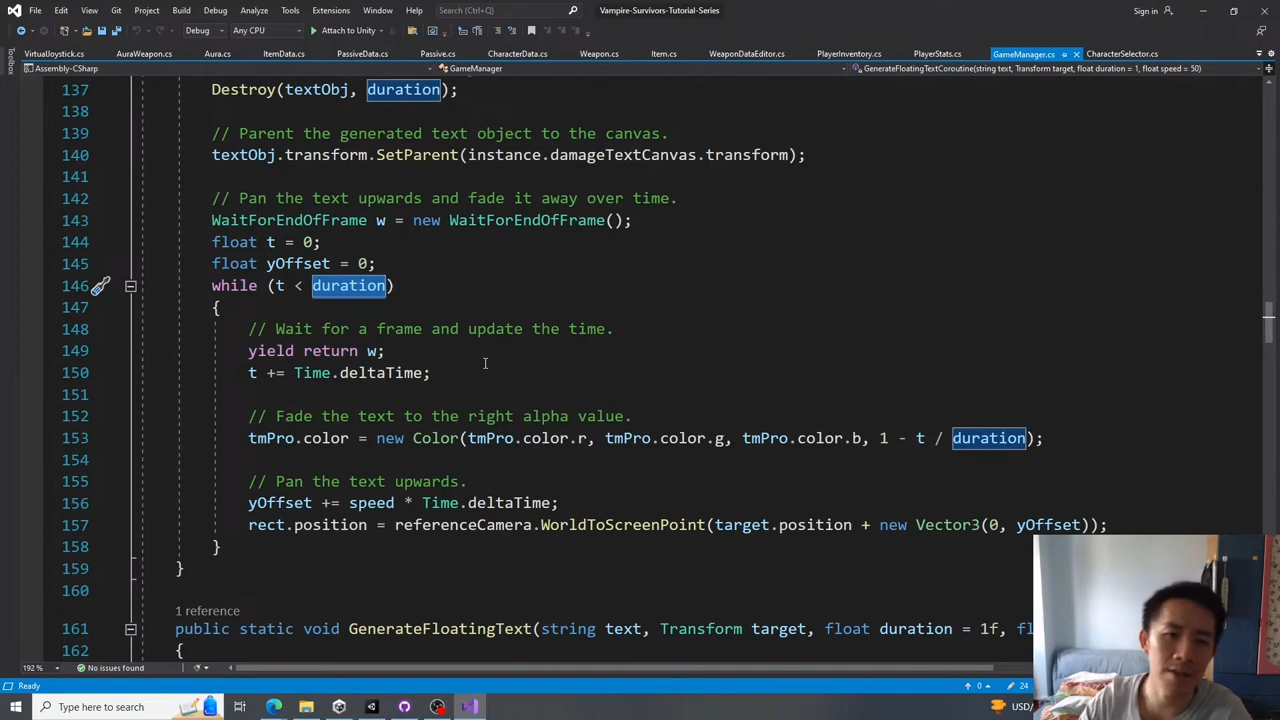 File Edit View Git Project Build Debug Analyze Tools Extensions Window Help Search (Ctrl+Q) Vampire-Survivors-Tutorial-Series Sign in
Debug Any CPU Attach to Unity
VirtualJoystick.cs AuraWeapon.cs Aura.cs ItemData.cs PassiveData.cs Passive.cs CharacterData.cs Weapon.cs Item.cs WeaponDataEditor.cs PlayerInventory.cs PlayerStats.cs GameManager.cs CharacterSelector.cs
Toolbox
Assembly-CSharp GameManager GenerateFloatingTextCoroutine(string text, Transform target, float duration = 1, float speed = 50)
137 Destroy(textObj, duration);
138
139 // Parent the generated text object to the canvas.
140 textObj.transform.SetParent(instance.damageTextCanvas.transform);
141
142 // Pan the text upwards and fade it away over time.
143 WaitForEndOfFrame w = new WaitForEndOfFrame();
144 float t = 0;
145 float yOffset = 0;
146 while (t < duration)
147 {
148 // Wait for a frame and update the time.
149 yield return w;
150 t += Time.deltaTime;
151
152 // Fade the text to the right alpha value.
153 tmPro.color = new Color(tmPro.color.r, tmPro.color.g, tmPro.color.b, 1 - t / duration);
154
155 // Pan the text upwards.
156 yOffset += speed * Time.deltaTime;
157 rect.position = referenceCamera.WorldToScreenPoint(target.position + new Vector3(0, yOffset));
158 }
159 }
160
1 reference
161 public static void GenerateFloatingText(string text, Transform target, float duration = 1f, fl
162 {
192 % No issues found
Ready 0 24
Type here to search USD/